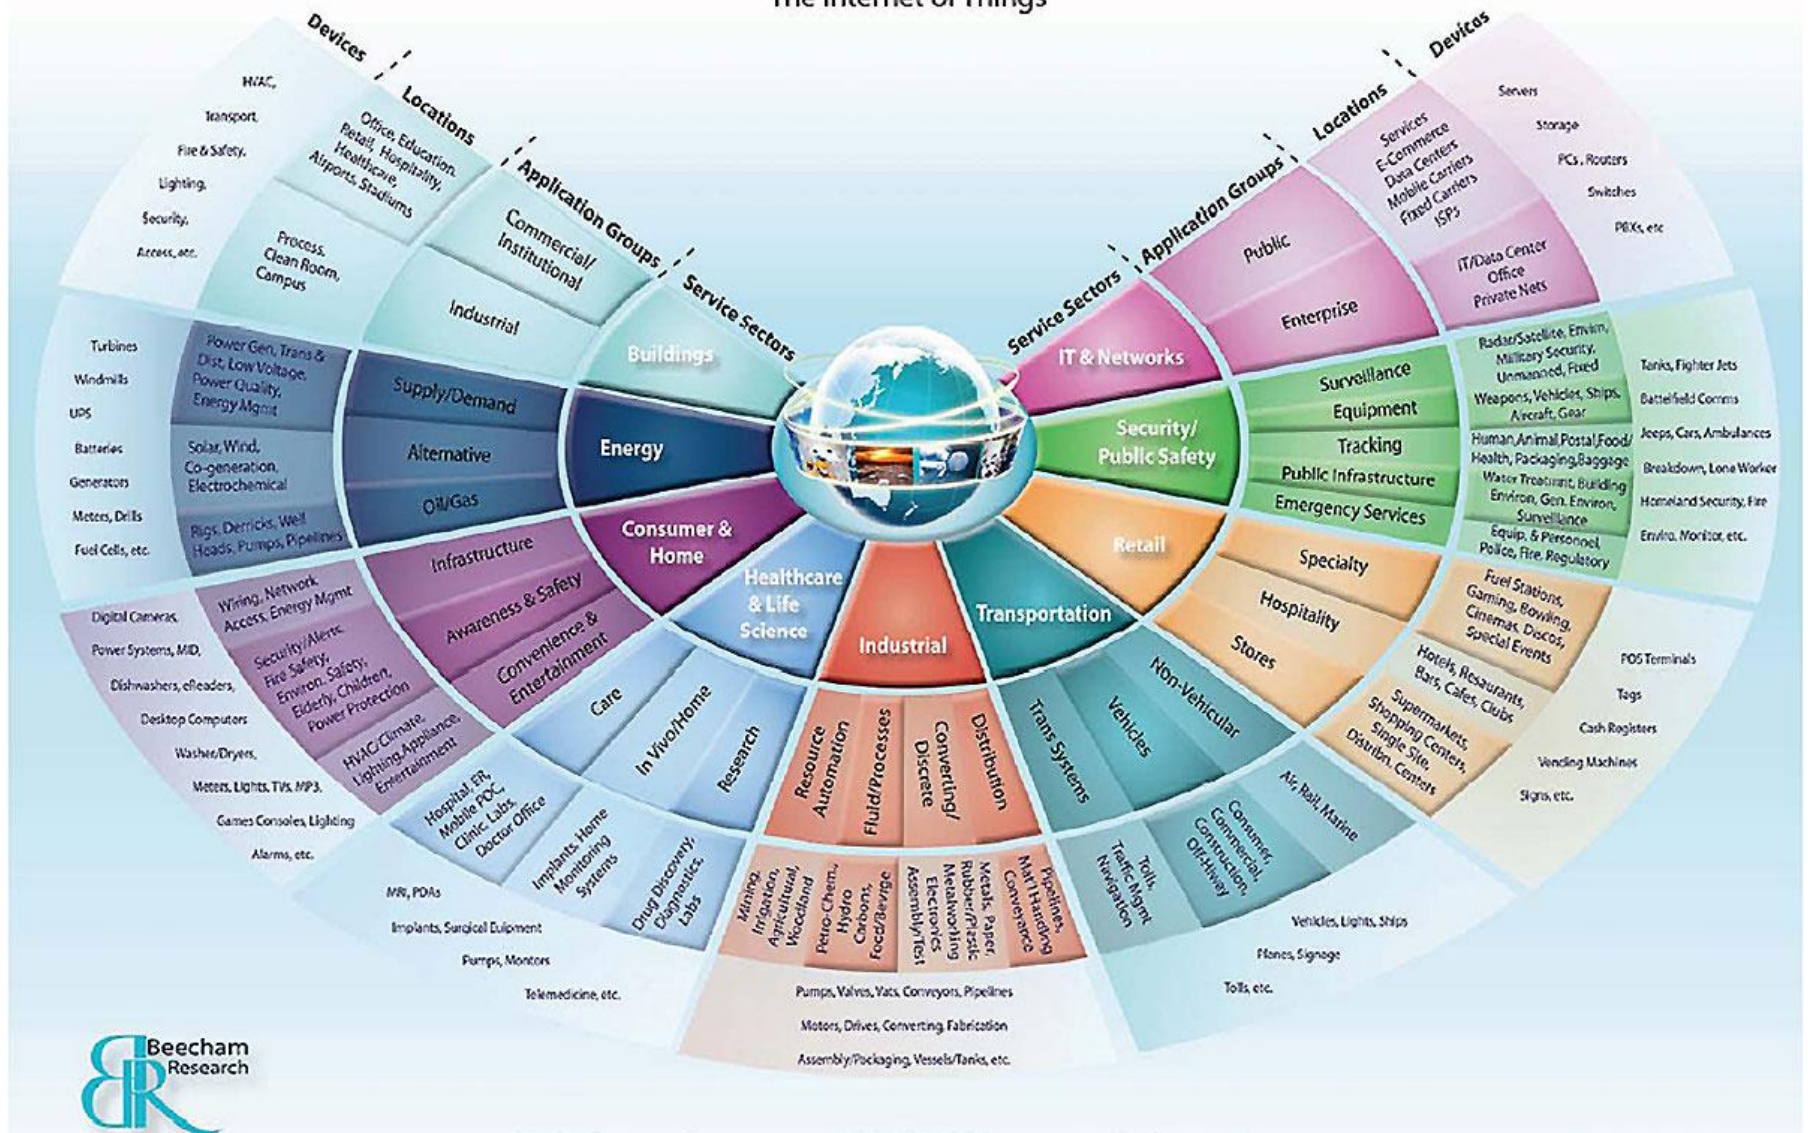 The Internet of Things
Devices
Locations
Application Groups
Service Sectors
Service Sectors
Application Groups
Locations
Devices
HVAC,
Transport,
Fire & Safety,
Lighting,
Security,
Access, etc.
Office, Education,
Retail, Hospitality,
Healthcare,
Airports, Stadiums
Process,
Clean Room,
Campus
Commercial/
Institutional
Industrial
Buildings
Turbines
Windmills
UPS
Batteries
Generators
Meters, Drills
Fuel Cells, etc.
Power Gen, Trans &
Dist, Low Voltage,
Power Quality,
Energy Mgmt
Solar, Wind,
Co-generation,
Electrochemical
Rigs, Derricks, Well
Heads, Pumps, Pipelines
Supply/Demand
Alternative
Oil/Gas
Energy
Digital Cameras,
Power Systems, MID,
Dishwashers, eReaders,
Desktop Computers
Washer/Dryers,
Meters, Lights, TVs, MP3,
Games Consoles, Lighting
Alarms, etc.
Wiring, Network
Access, Energy Mgmt
Security/Alerts,
Fire Safety,
Environ. Safety,
Elderly, Children,
Power Protection
HVAC/Climate,
Lighting, Appliance,
Entertainment
Infrastructure
Awareness & Safety
Convenience &
Entertainment
Consumer &
Home
MRI, PDAs
Implants, Surgical Euipment
Pumps, Montors
Telemedicine, etc.
Hospital, ER,
Mobile POC,
Clinic, Labs,
Doctor Office
Implants, Home
Monitoring
Systems
Drug Discovery,
Diagnostics,
Labs
Care
In Vivo/Home
Research
Healthcare
& Life
Science
Industrial
Resource
Automation
Fluid/Processes
Converting/
Discrete
Distribution
Mining,
Irrigation,
Agricultural,
Woodland
Petro-Chem,
Hydro
Carbons,
Food/Bevrge
Metals, Paper,
Rubber/Plastic
Metalworking
Electronics
Assembly/Test
Pipelines,
Mat'l Handing
Conveyance
Pumps, Valves, Vats, Conveyors, Pipelines
Motors, Drives, Converting, Fabrication
Assembly/Packaging, Vessels/Tanks, etc.
Transportation
Trans Systems
Vehicles
Non-Vehicular
Tolls,
Traffic Mgmt
Navigation
Consumer,
Commercial,
Construction,
Off-Hiway
Air, Rail, Marine
Vehicles, Lights, Ships
Planes, Signage
Tolls, etc.
Retail
Specialty
Hospitality
Stores
Fuel Stations,
Gaming, Bowling,
Cinemas, Discos,
Special Events
Hotels, Resaurants,
Bars, Cafes, Clubs
Supermarkets,
Shopping Centers,
Single Site,
Distribn. Centers
POS Terminals
Tags
Cash Registers
Vending Machines
Signs, etc.
Security/
Public Safety
Surveillance
Equipment
Tracking
Public Infrastructure
Emergency Services
Radar/Satellite, Environ,
Military Security,
Unmanned, Fixed
Weapons, Vehicles, Ships,
Aircraft, Gear
Human,Animal,Postal,Food/
Health, Packaging,Baggage
Water Treatmnt, Building
Environ, Gen. Environ,
Surveillance
Equip. & Personnel,
Police, Fire, Regulatory
Tanks, Fighter Jets
Battelfield Comms
Jeeps, Cars, Ambulances
Breakdown, Lone Worker
Homeland Security, Fire
Enviro. Monitor, etc.
IT & Networks
Public
Enterprise
Services
E-Commerce
Data Centers
Mobile Carriers
Fixed Carriers
ISPs
IT/Data Center
Office
Private Nets
Servers
Storage
PCs, Routers
Switches
PBXs, etc
BR
Beecham
Research